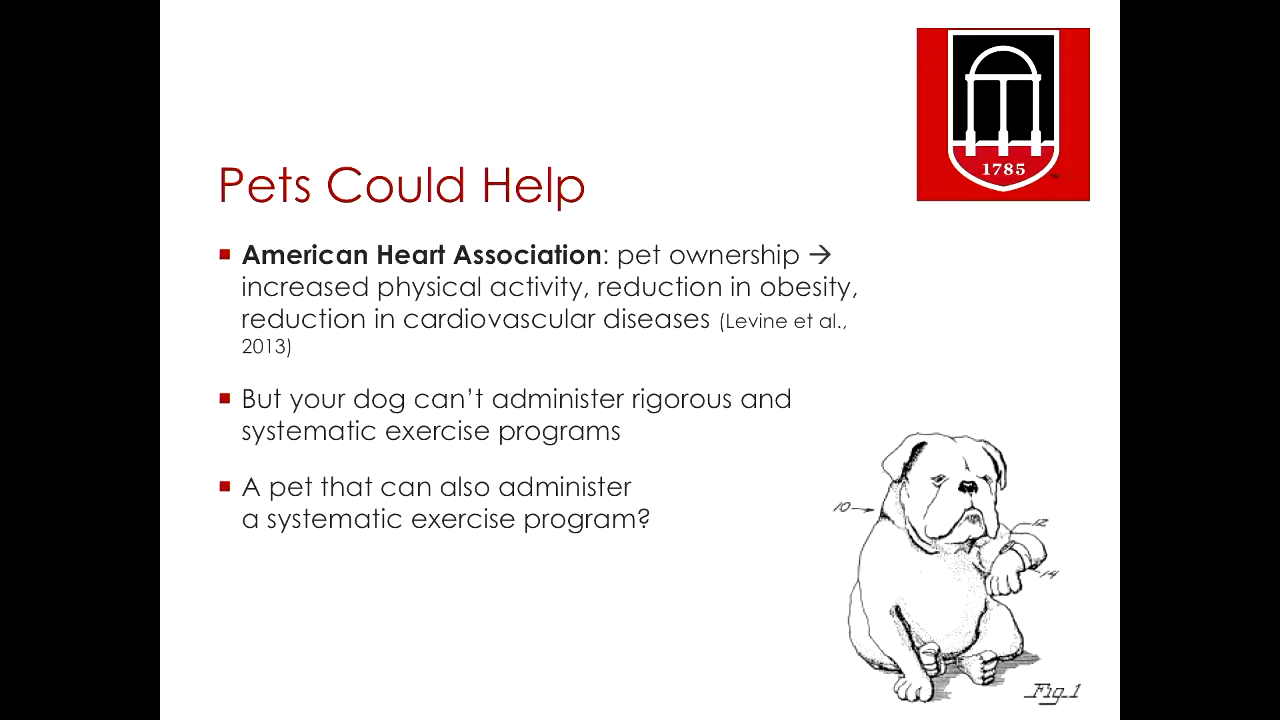 1785
Pets Could Help
American Heart Association: pet ownership →
increased physical activity, reduction in obesity,
reduction in cardiovascular diseases (Levine et al.,
2013)
But your dog can't administer rigorous and
systematic exercise programs
A pet that can also administer
a systematic exercise program?
10
12
14
Fig. 1